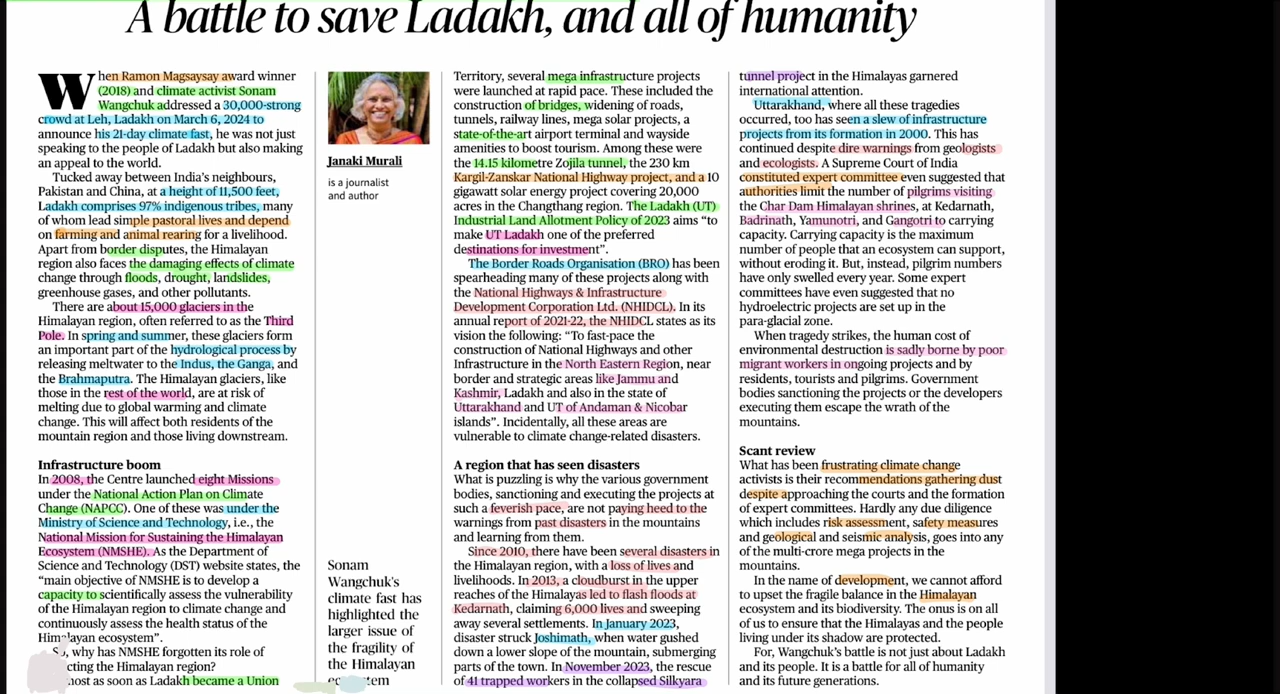 A battle to save Ladakh, and all of humanity
When Ramon Magsaysay award winner
(2018) and climate activist Sonam
Wangchuk addressed a 30,000-strong
crowd at Leh, Ladakh on March 6, 2024 to
announce his 21-day climate fast, he was not just
speaking to the people of Ladakh but also making
an appeal to the world.
Tucked away between India's neighbours,
Pakistan and China, at a height of 11,500 feet,
Ladakh comprises 97% indigenous tribes, many
of whom lead simple pastoral lives and depend
on farming and animal rearing for a livelihood.
Apart from border disputes, the Himalayan
region also faces the damaging effects of climate
change through floods, drought, landslides,
greenhouse gases, and other pollutants.
There are about 15,000 glaciers in the
Himalayan region, often referred to as the Third
Pole. In spring and summer, these glaciers form
an important part of the hydrological process by
releasing meltwater to the Indus, the Ganga, and
the Brahmaputra. The Himalayan glaciers, like
those in the rest of the world, are at risk of
melting due to global warming and climate
change. This will affect both residents of the
mountain region and those living downstream.
Infrastructure boom
In 2008, the Centre launched eight Missions
under the National Action Plan on Climate
Change (NAPCC). One of these was under the
Ministry of Science and Technology, i.e., the
National Mission for Sustaining the Himalayan
Ecosystem (NMSHE). As the Department of
Science and Technology (DST) website states, the
"main objective of NMSHE is to develop a
capacity to scientifically assess the vulnerability
of the Himalayan region to climate change and
continuously assess the health status of the
Himalayan ecosystem".
So, why has NMSHE forgotten its role of
cting the Himalayan region?
most as soon as Ladakh became a Union
Janaki Murali
is a journalist
and author
Sonam
Wangchuk's
climate fast has
highlighted the
larger issue of
the fragility of
the Himalayan
ecosystem
Territory, several mega infrastructure projects
were launched at rapid pace. These included the
construction of bridges, widening of roads,
tunnels, railway lines, mega solar projects, a
state-of-the-art airport terminal and wayside
amenities to boost tourism. Among these were
the 14.15 kilometre Zojila tunnel, the 230 km
Kargil-Zanskar National Highway project, and a 10
gigawatt solar energy project covering 20,000
acres in the Changthang region. The Ladakh (UT)
Industrial Land Allotment Policy of 2023 aims "to
make UT Ladakh one of the preferred
destinations for investment".
The Border Roads Organisation (BRO) has been
spearheading many of these projects along with
the National Highways & Infrastructure
Development Corporation Ltd. (NHIDCL). In its
annual report of 2021-22, the NHIDCL states as its
vision the following: "To fast-pace the
construction of National Highways and other
Infrastructure in the North Eastern Region, near
border and strategic areas like Jammu and
Kashmir, Ladakh and also in the state of
Uttarakhand and UT of Andaman & Nicobar
islands". Incidentally, all these areas are
vulnerable to climate change-related disasters.
A region that has seen disasters
What is puzzling is why the various government
bodies, sanctioning and executing the projects at
such a feverish pace, are not paying heed to the
warnings from past disasters in the mountains
and learning from them.
Since 2010, there have been several disasters in
the Himalayan region, with a loss of lives and
livelihoods. In 2013, a cloudburst in the upper
reaches of the Himalayas led to flash floods at
Kedarnath, claiming 6,000 lives and sweeping
away several settlements. In January 2023,
disaster struck Joshimath, when water gushed
down a lower slope of the mountain, submerging
parts of the town. In November 2023, the rescue
of 41 trapped workers in the collapsed Silkyara
tunnel project in the Himalayas garnered
international attention.
Uttarakhand, where all these tragedies
occurred, too has seen a slew of infrastructure
projects from its formation in 2000. This has
continued despite dire warnings from geologists
and ecologists. A Supreme Court of India
constituted expert committee even suggested that
authorities limit the number of pilgrims visiting
the Char Dam Himalayan shrines, at Kedarnath,
Badrinath, Yamunotri, and Gangotri to carrying
capacity. Carrying capacity is the maximum
number of people that an ecosystem can support,
without eroding it. But, instead, pilgrim numbers
have only swelled every year. Some expert
committees have even suggested that no
hydroelectric projects are set up in the
para-glacial zone.
When tragedy strikes, the human cost of
environmental destruction is sadly borne by poor
migrant workers in ongoing projects and by
residents, tourists and pilgrims. Government
bodies sanctioning the projects or the developers
executing them escape the wrath of the
mountains.
Scant review
What has been frustrating climate change
activists is their recommendations gathering dust
despite approaching the courts and the formation
of expert committees. Hardly any due diligence
which includes risk assessment, safety measures
and geological and seismic analysis, goes into any
of the multi-crore mega projects in the
mountains.
In the name of development, we cannot afford
to upset the fragile balance in the Himalayan
ecosystem and its biodiversity. The onus is on all
of us to ensure that the Himalayas and the people
living under its shadow are protected.
For, Wangchuk's battle is not just about Ladakh
and its people. It is a battle for all of humanity
and its future generations.